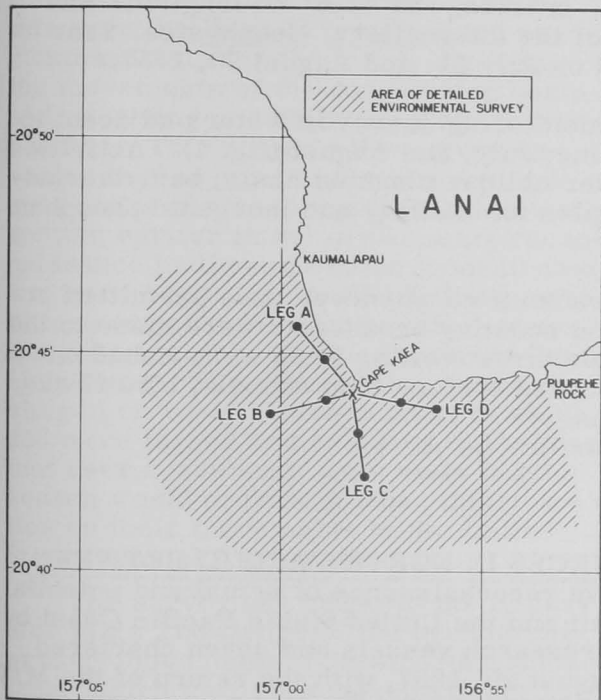 AREA OF DETAILED
ENVIRONMENTAL SURVEY
20°50'
LANAI
KAUMALAPAU
LEG A
20°45'
CAPE KAEA
PUUPEHE
ROCK
LEG B
LEG D
LEG C
20°40'
157°05'
157°00'
156°55'